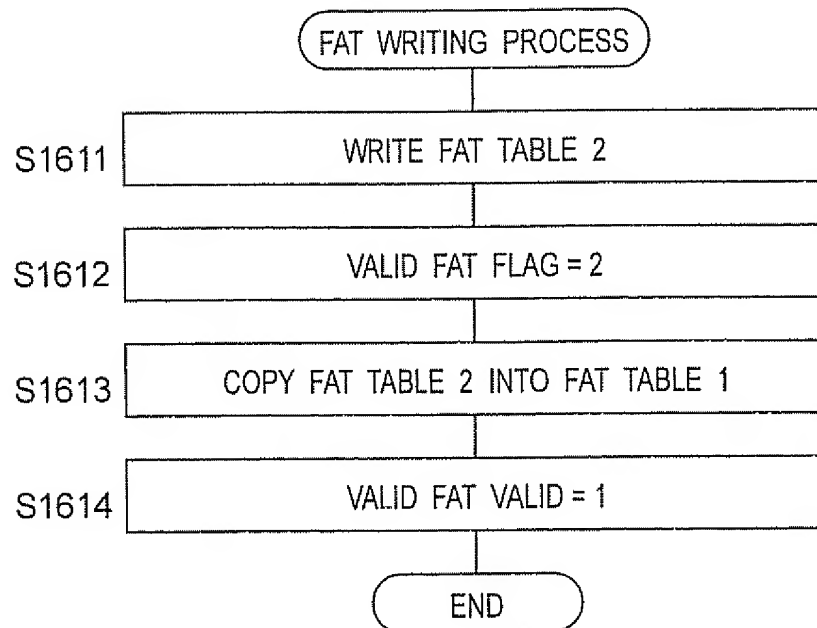 FAT WRITING PROCESS
S1611 WRITE FAT TABLE 2
S1612 VALID FAT FLAG = 2
S1613 COPY FAT TABLE 2 INTO FAT TABLE 1
S1614 VALID FAT VALID = 1
END